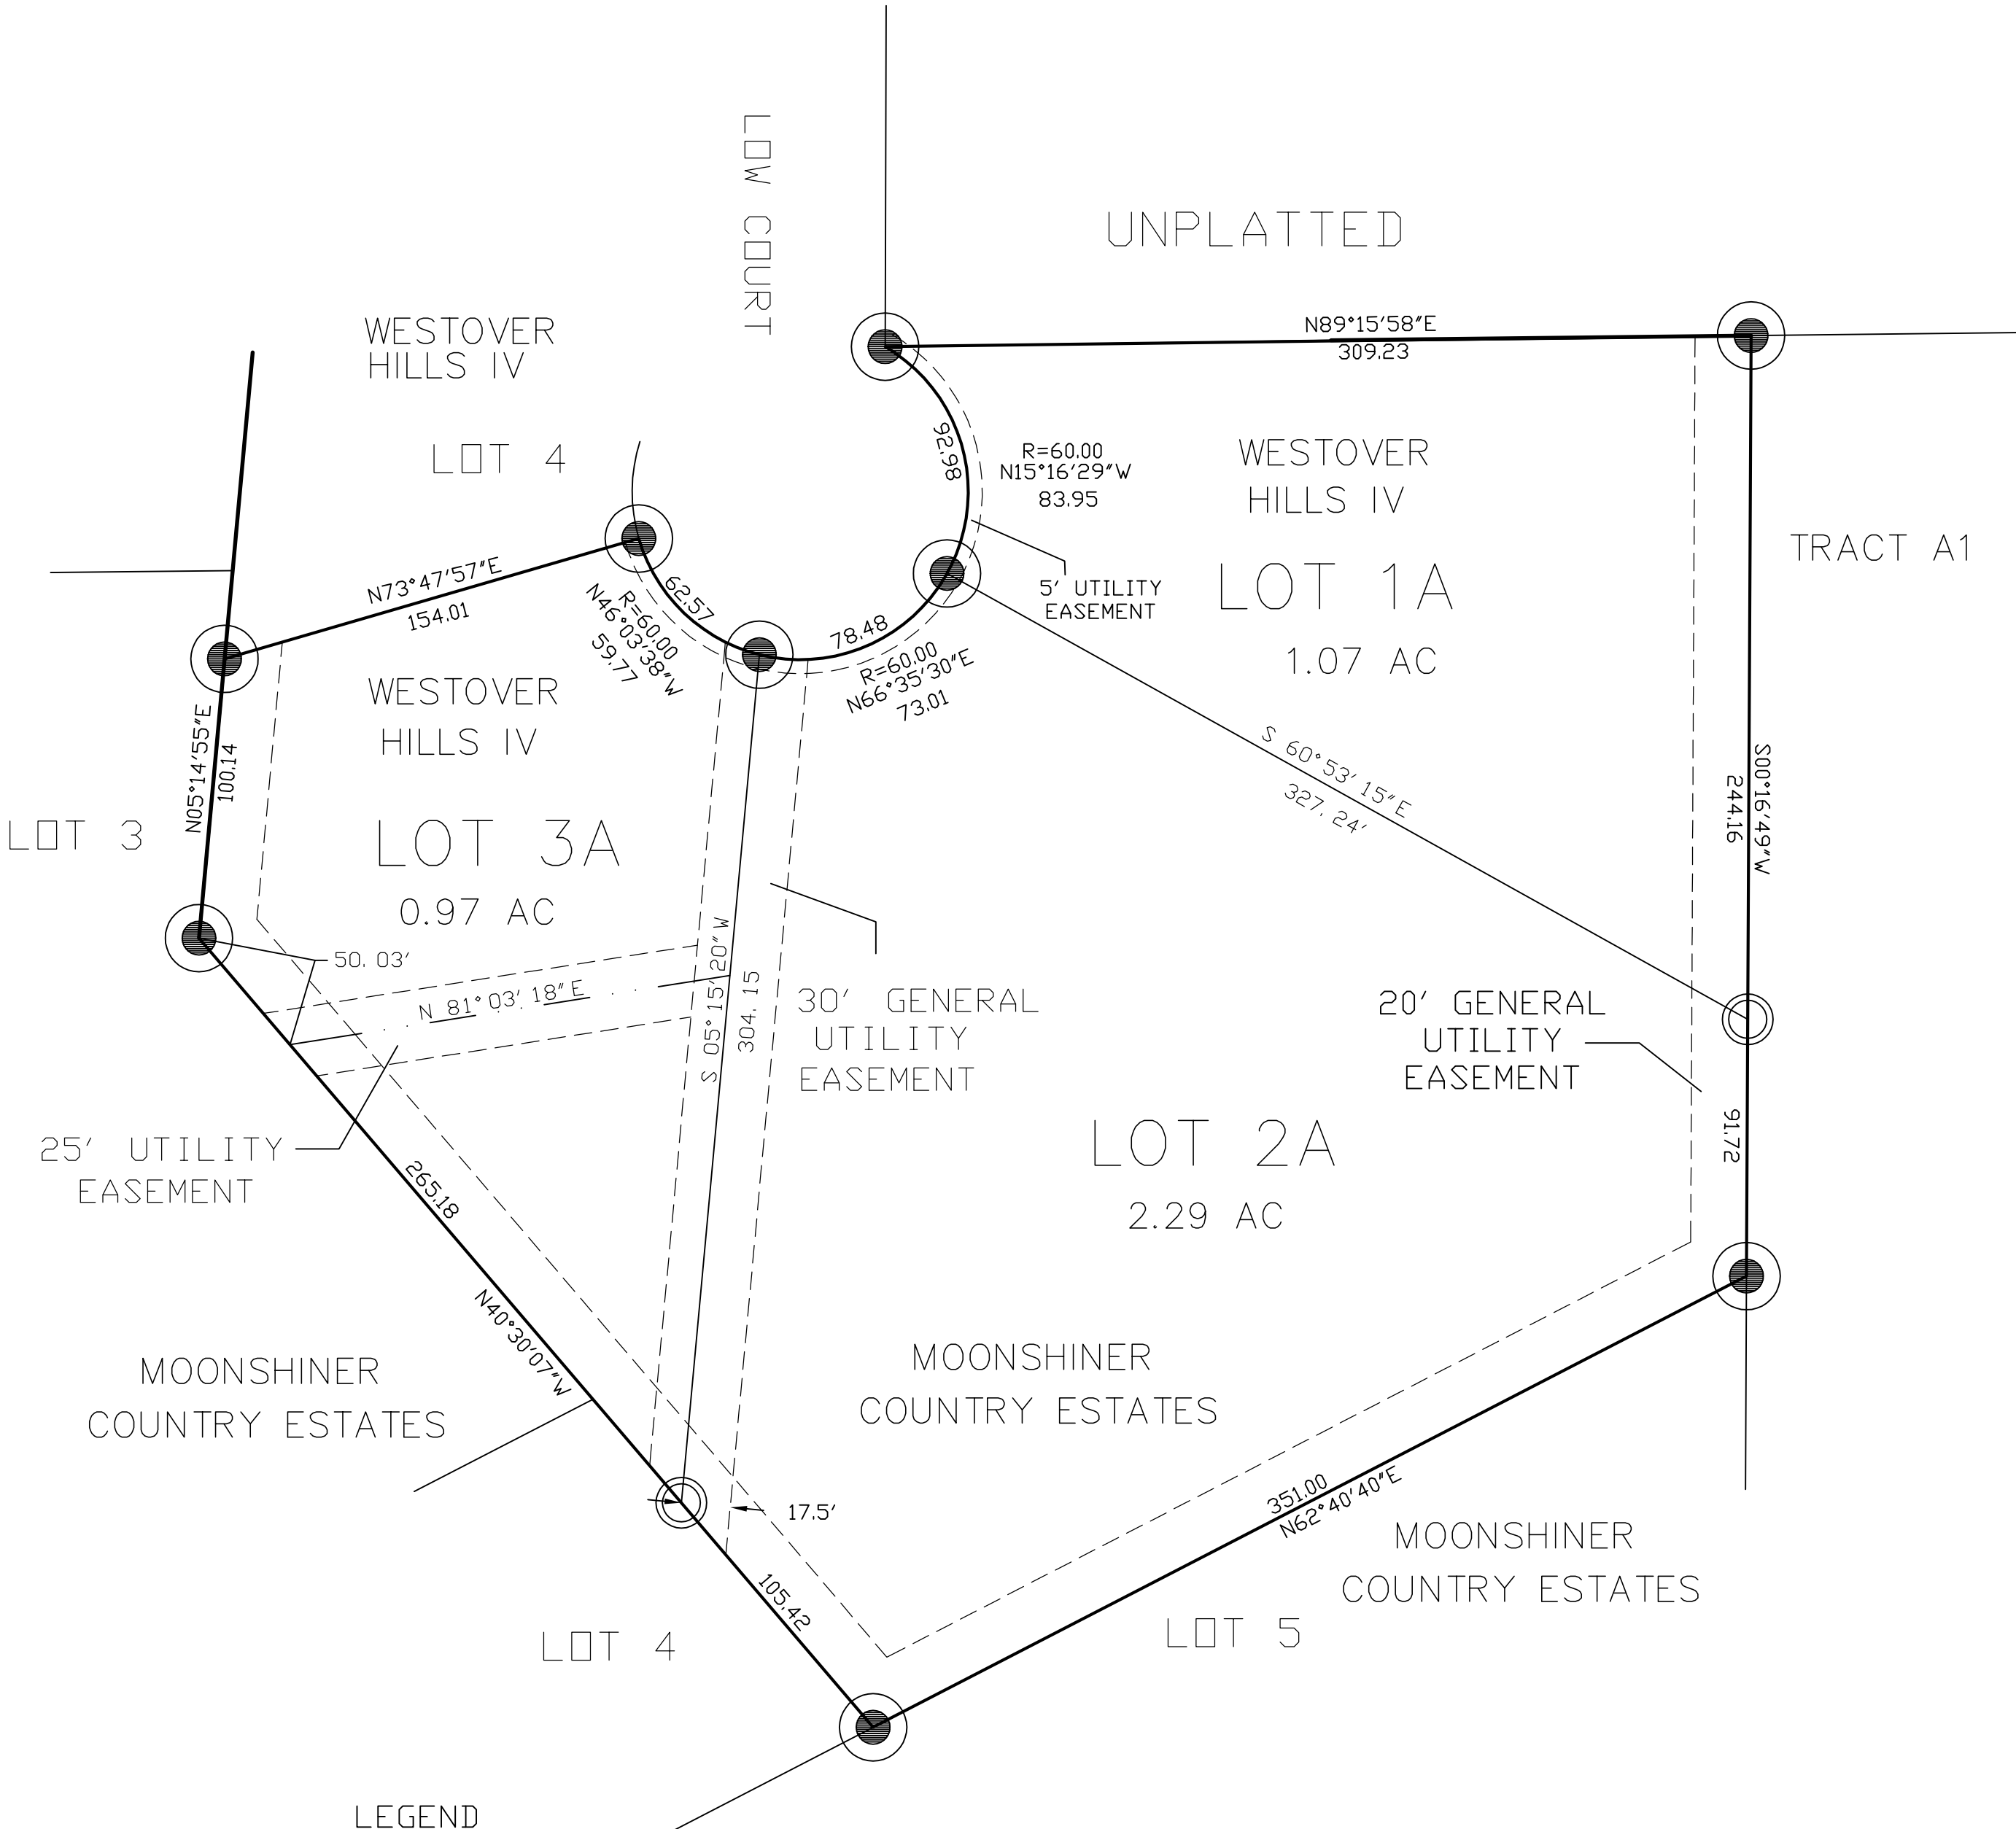 LOW COURT
UNPLATTED
WESTOVER
HILLS IV
LOT 4
N89°15'58"E
309.23
92.98
R=60.00
N15°16'29"W
83.95
WESTOVER
HILLS IV
LOT 1A
1.07 AC
TRACT A1
5' UTILITY
EASEMENT
N73°47'57"E
154.01
62.57
R=60.00
N46°03'38"W
59.77
78.48
R=60.00
N66°35'30"E
73.01
WESTOVER
HILLS IV
N05°14'55"E
100.14
LOT 3
LOT 3A
0.97 AC
S 60°53'15"E
327.24'
S00°16'49"W
244.16
50.03'
N 81°03'18"E
S 05°15'20"W
304.15
30' GENERAL
UTILITY
EASEMENT
20' GENERAL
UTILITY
EASEMENT
91.72
25' UTILITY
EASEMENT
265.18
N40°30'07"W
LOT 2A
2.29 AC
MOONSHINER
COUNTRY ESTATES
MOONSHINER
COUNTRY ESTATES
17.5'
351.00
N62°40'40"E
MOONSHINER
COUNTRY ESTATES
105.42
LOT 4
LOT 5
LEGEND